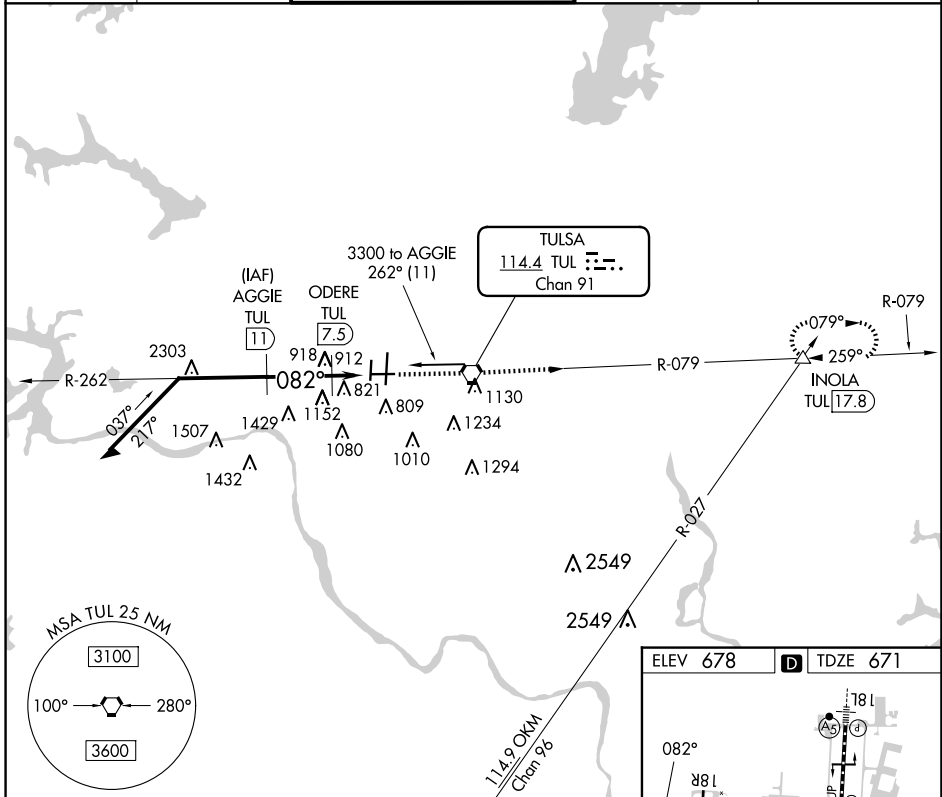 TULSA
114.4 TUL
Chan 91
3300 to AGGIE
262° (11)
(IAF)
AGGIE
TUL
11
ODERE
TUL
7.5
R-079
079°
259°
INOLA
TUL 17.8
2303
918
912
R-262
082°
R-079
821
1130
037°
217°
1152
809
1429
1234
1507
1080
1010
1432
1294
R-027
2549
2549
MSA TUL 25 NM
3100
100°
280°
3600
114.9 OKM
Chan 96
ELEV 678
D
TDZE 671
18L
A5
P
082°
18R
UP